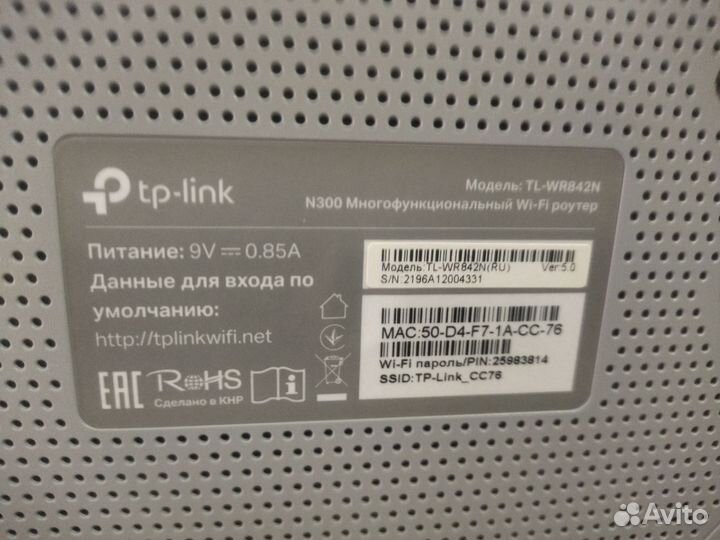 tp-link
Модель: TL-WR842N
N300 Многофункциональный Wi-Fi роутер
Питание: 9V 0.85A
Данные для входа по
умолчанию:
http://tplinkwifi.net
EAC RoHS
Сделано в КНР
Модель:TL-WR842N(RU) Ver:5.0
S/N:2196A12004331
MAC:50-D4-F7-1A-CC-76
Wi-Fi пароль/PIN:25983814
SSID:TP-Link_CC76
Avito